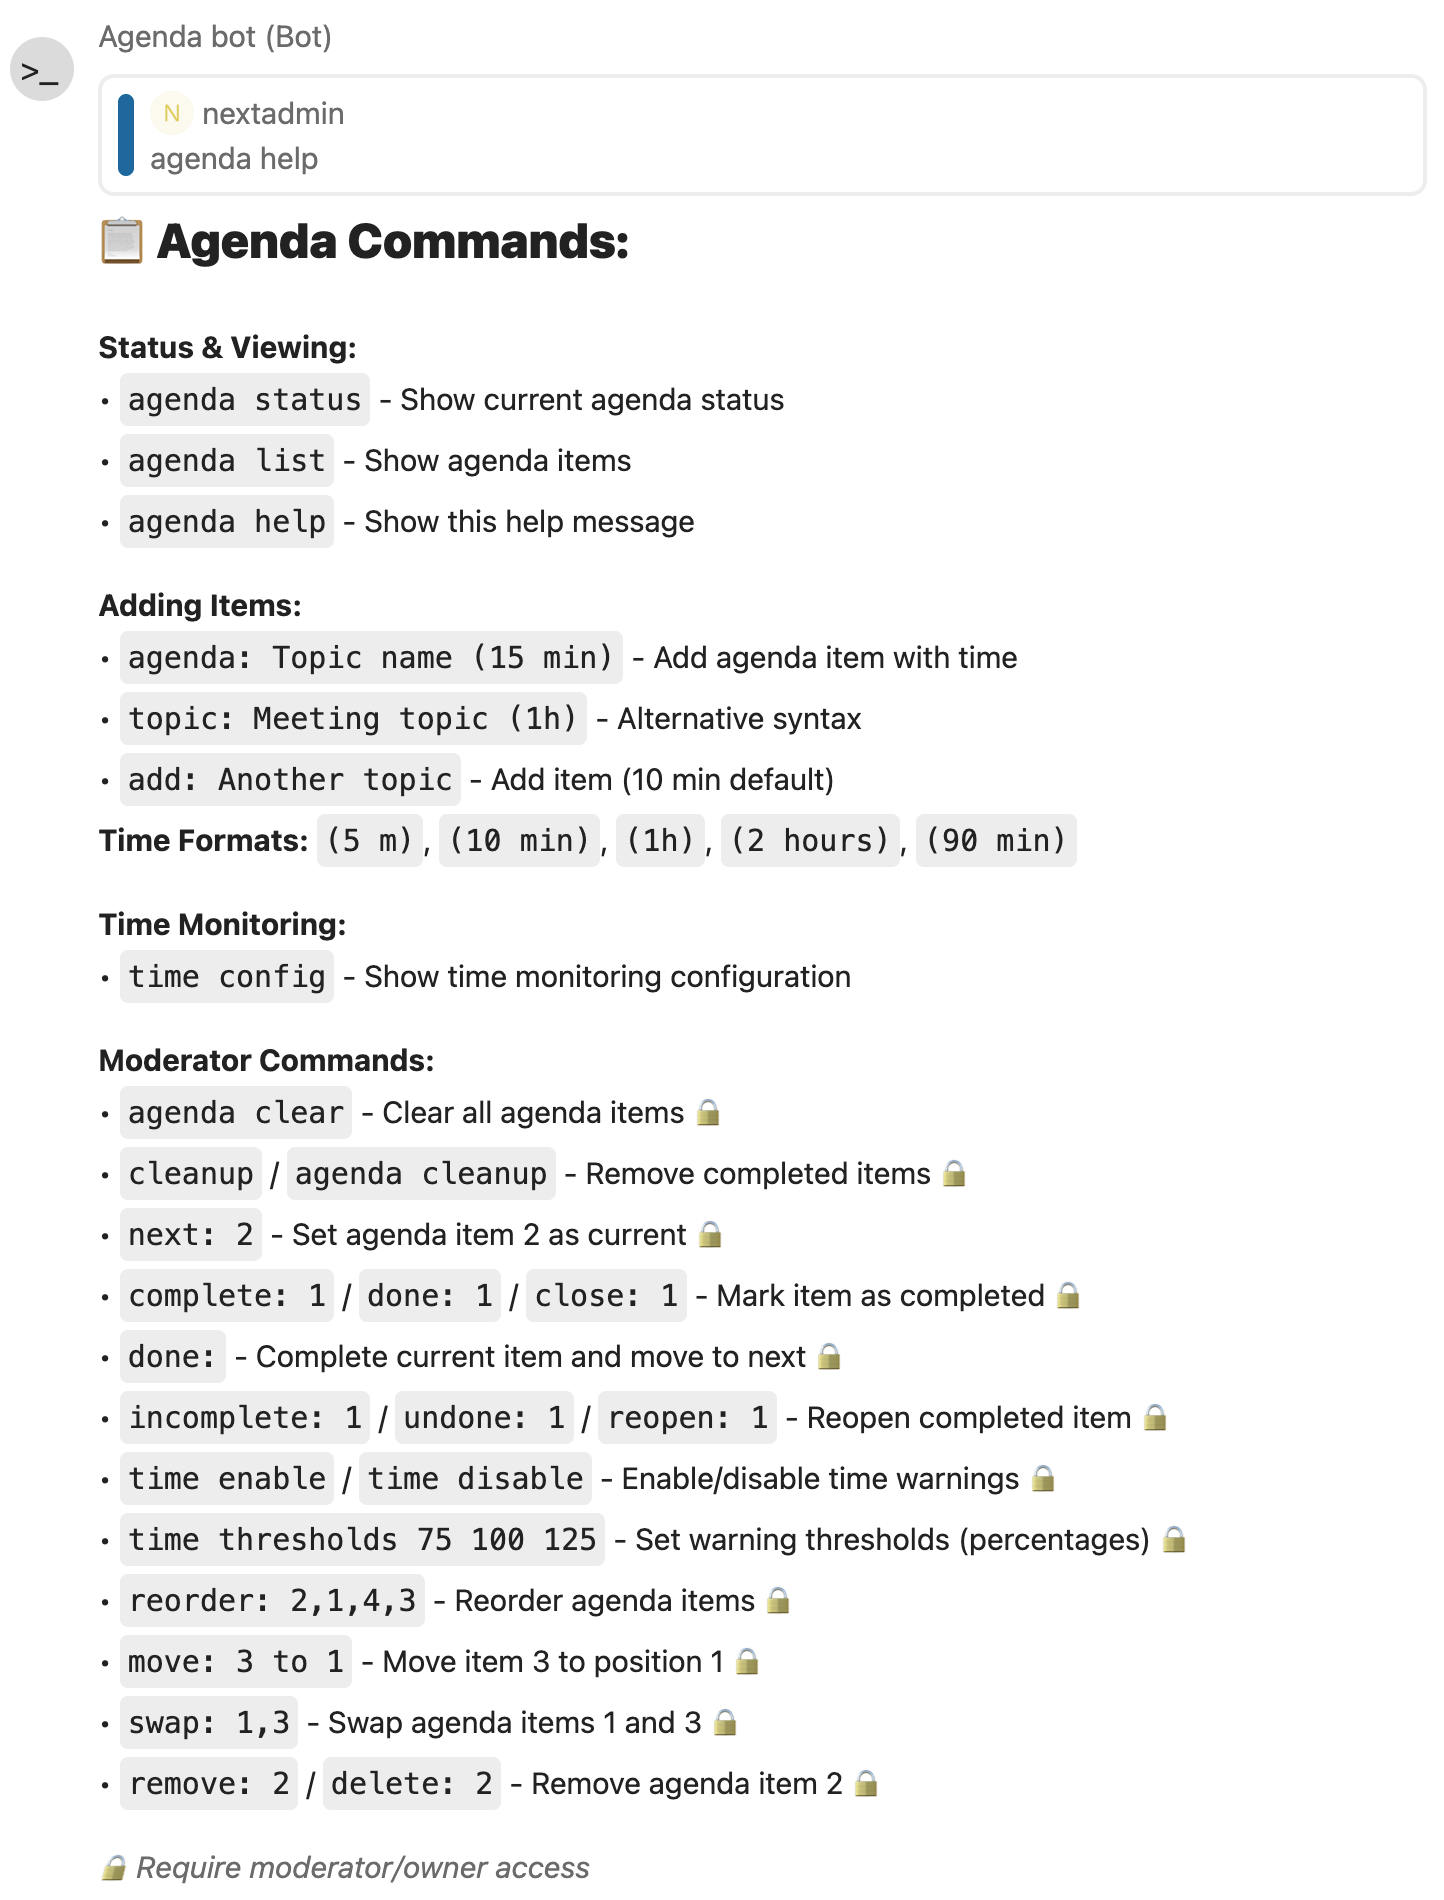 Agenda bot (Bot)
>_
N nextadmin
agenda help
📋 Agenda Commands:
Status & Viewing:
• agenda status - Show current agenda status
• agenda list - Show agenda items
• agenda help - Show this help message
Adding Items:
• agenda: Topic name (15 min) - Add agenda item with time
• topic: Meeting topic (1h) - Alternative syntax
• add: Another topic - Add item (10 min default)
Time Formats: (5 m), (10 min), (1h), (2 hours), (90 min)
Time Monitoring:
• time config - Show time monitoring configuration
Moderator Commands:
• agenda clear - Clear all agenda items 🔒
• cleanup / agenda cleanup - Remove completed items 🔒
• next: 2 - Set agenda item 2 as current 🔒
• complete: 1 / done: 1 / close: 1 - Mark item as completed 🔒
• done: - Complete current item and move to next 🔒
• incomplete: 1 / undone: 1 / reopen: 1 - Reopen completed item 🔒
• time enable / time disable - Enable/disable time warnings 🔒
• time thresholds 75 100 125 - Set warning thresholds (percentages) 🔒
• reorder: 2,1,4,3 - Reorder agenda items 🔒
• move: 3 to 1 - Move item 3 to position 1 🔒
• swap: 1,3 - Swap agenda items 1 and 3 🔒
• remove: 2 / delete: 2 - Remove agenda item 2 🔒
🔒 Require moderator/owner access